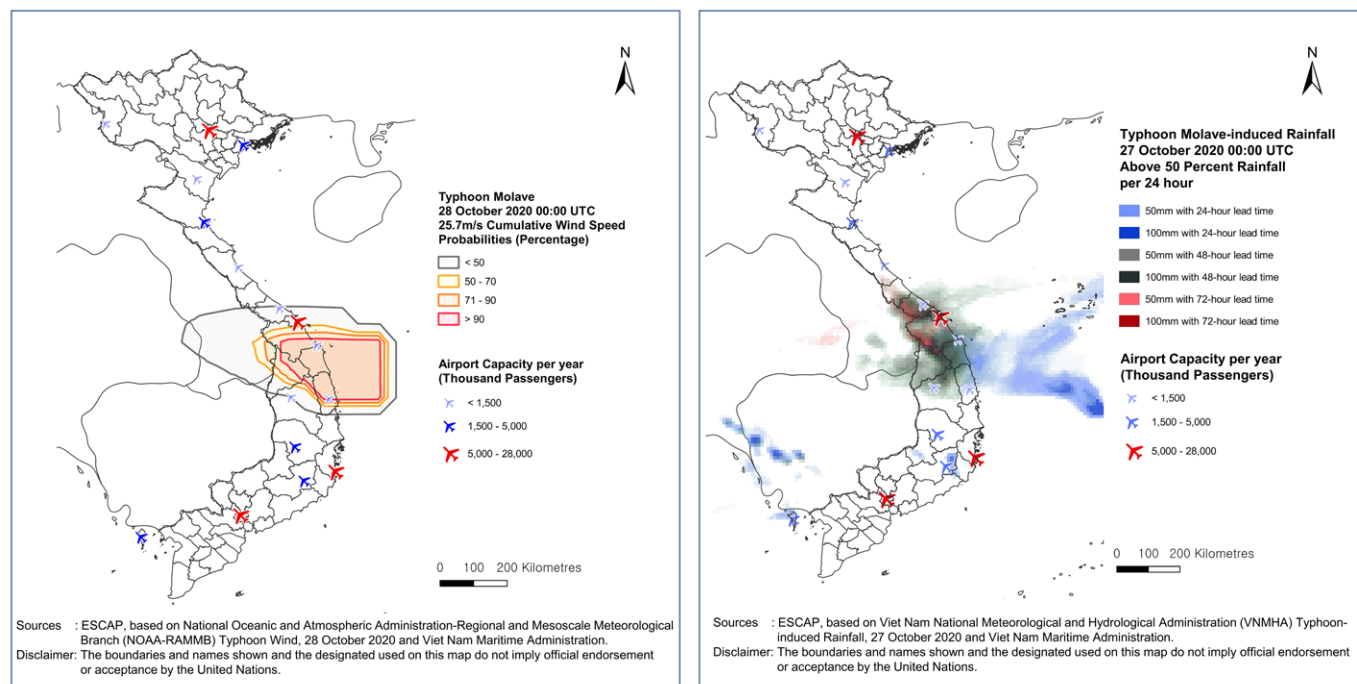 N
Typhoon Molave
28 October 2020 00:00 UTC
25.7m/s Cumulative Wind Speed
Probabilities (Percentage)
< 50
50 - 70
71 - 90
> 90
Airport Capacity per year
(Thousand Passengers)
< 1,500
1,500 - 5,000
5,000 - 28,000
0 100 200 Kilometres
Sources : ESCAP, based on National Oceanic and Atmospheric Administration-Regional and Mesoscale Meteorological
Branch (NOAA-RAMMB) Typhoon Wind, 28 October 2020 and Viet Nam Maritime Administration.
Disclaimer: The boundaries and names shown and the designated used on this map do not imply official endorsement
or acceptance by the United Nations.
N
Typhoon Molave-induced Rainfall
27 October 2020 00:00 UTC
Above 50 Percent Rainfall
per 24 hour
50mm with 24-hour lead time
100mm with 24-hour lead time
50mm with 48-hour lead time
100mm with 48-hour lead time
50mm with 72-hour lead time
100mm with 72-hour lead time
Airport Capacity per year
(Thousand Passengers)
< 1,500
1,500 - 5,000
5,000 - 28,000
0 100 200 Kilometres
Sources : ESCAP, based on Viet Nam National Meteorological and Hydrological Administration (VNMHA) Typhoon-
induced Rainfall, 27 October 2020 and Viet Nam Maritime Administration.
Disclaimer: The boundaries and names shown and the designated used on this map do not imply official endorsement
or acceptance by the United Nations.